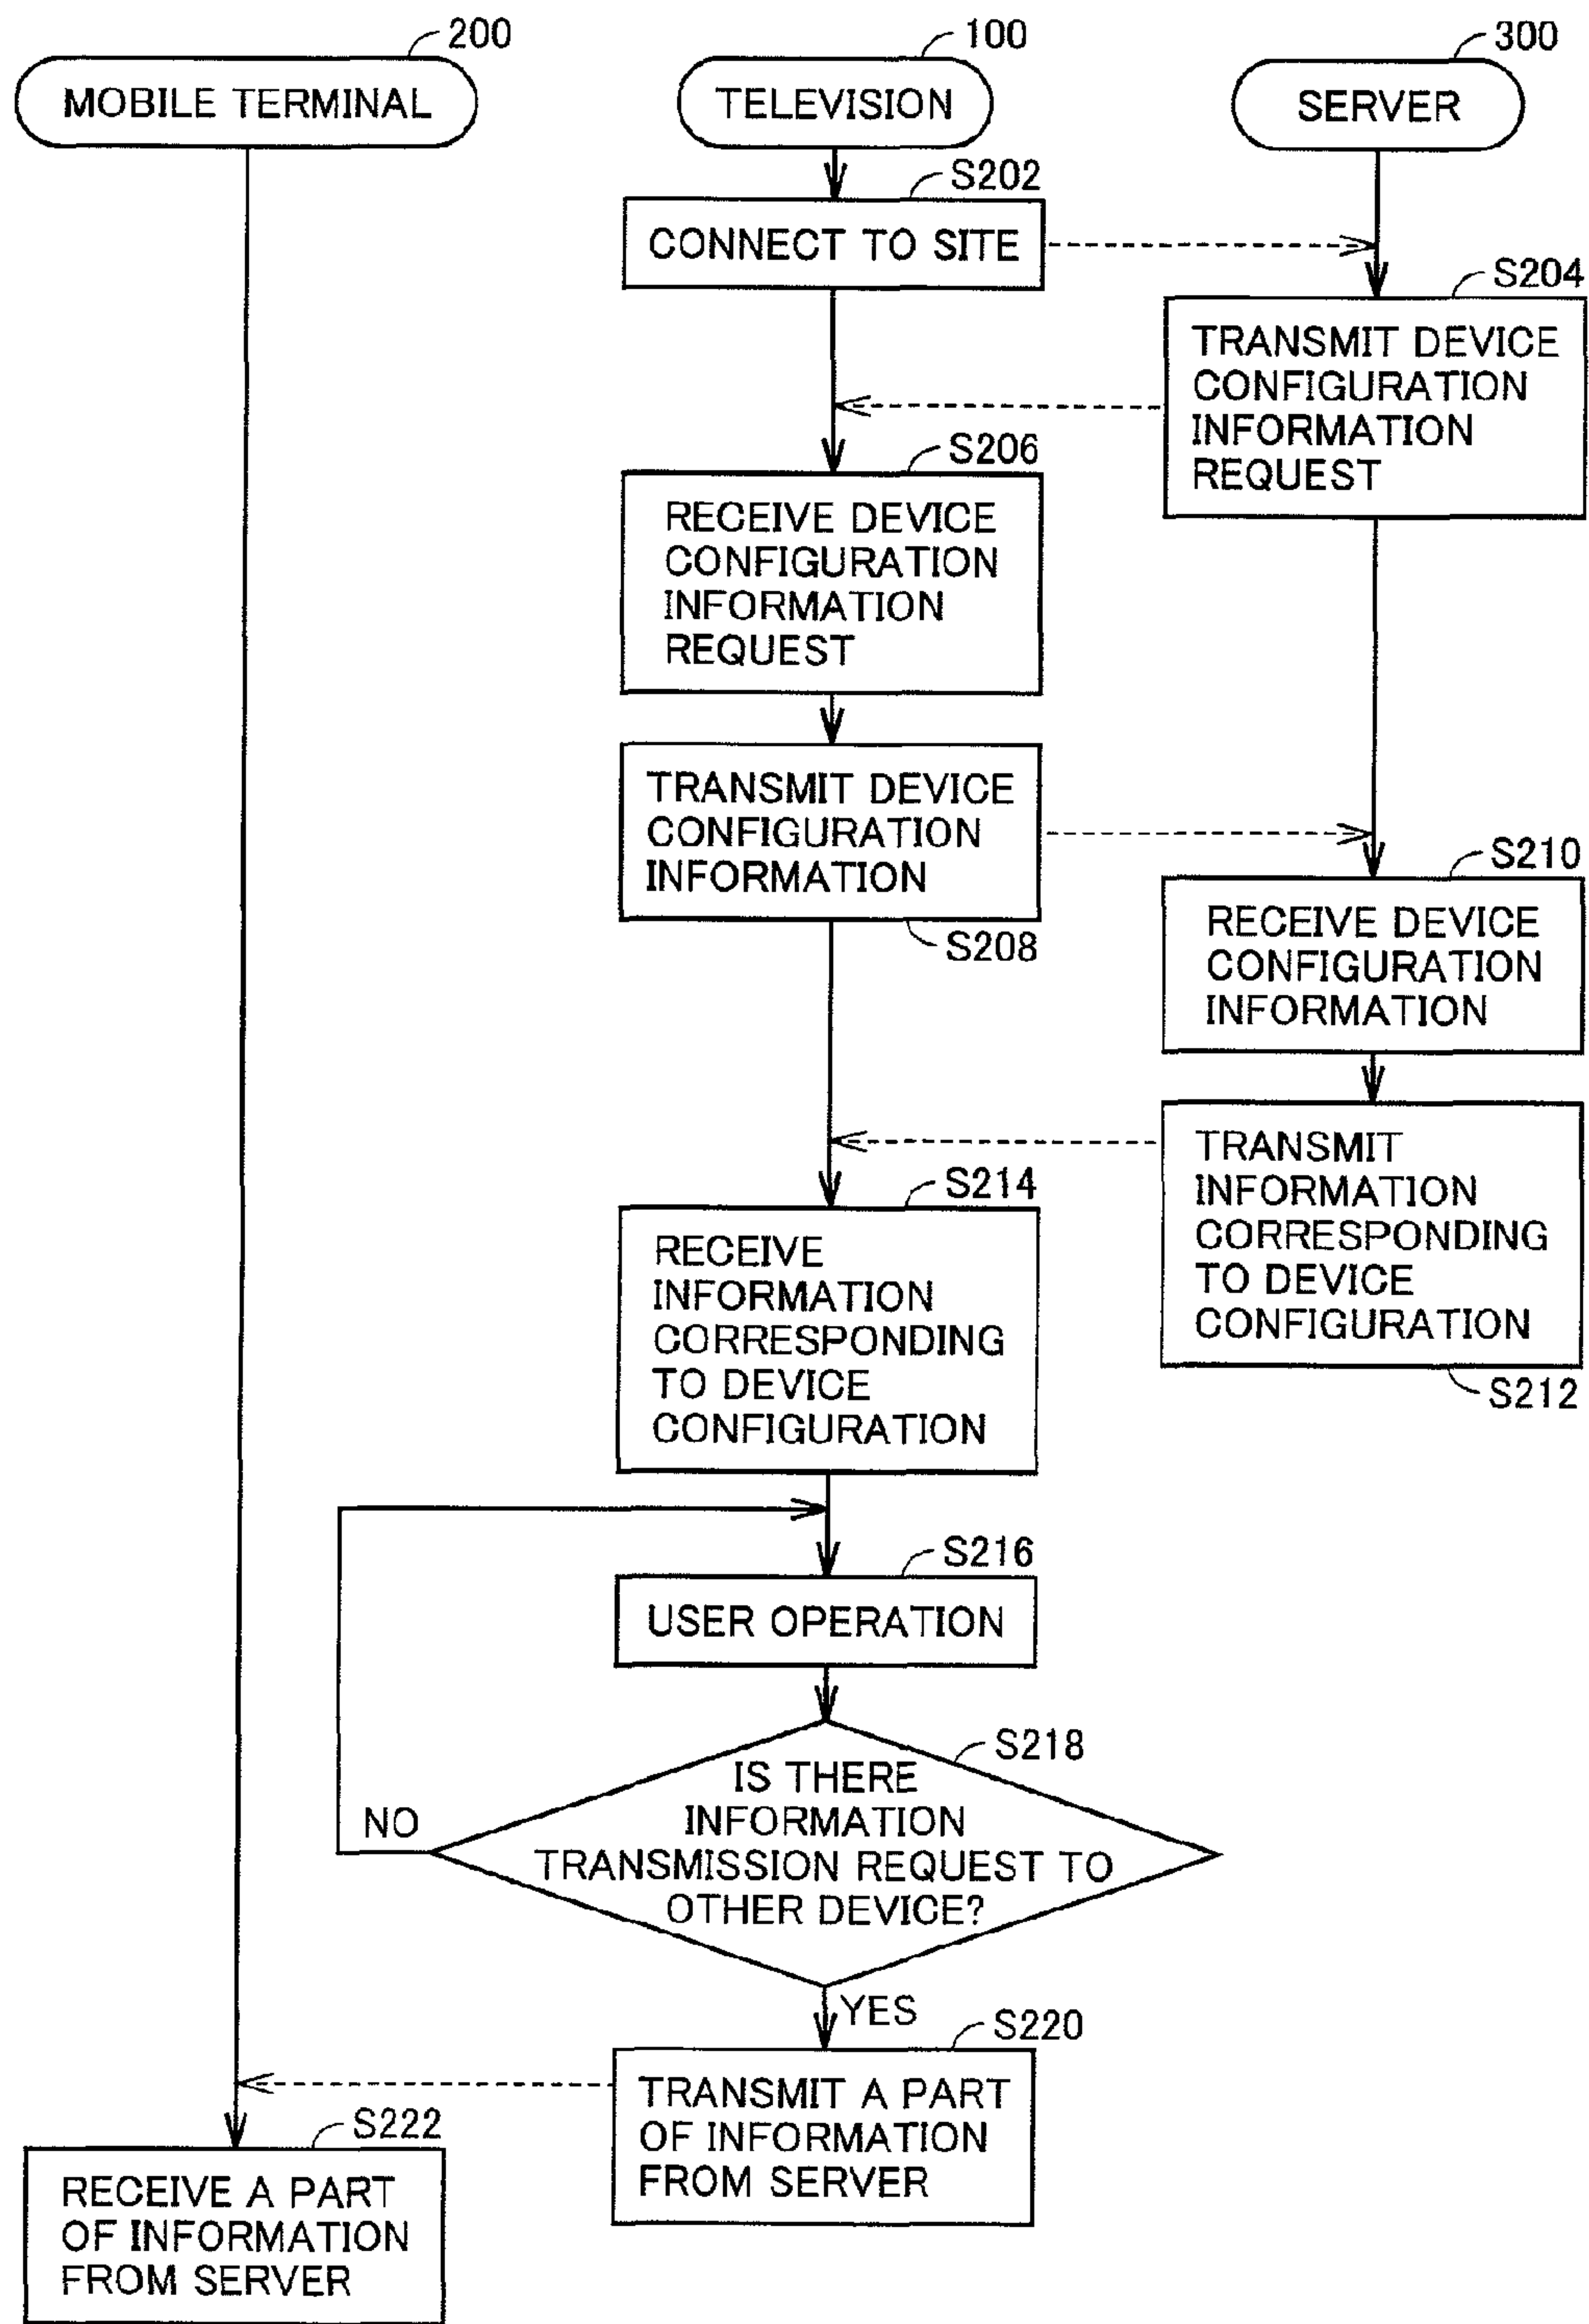 200
MOBILE TERMINAL
100
TELEVISION
300
SERVER
S202
CONNECT TO SITE
S204
TRANSMIT DEVICE
CONFIGURATION
INFORMATION
REQUEST
S206
RECEIVE DEVICE
CONFIGURATION
INFORMATION
REQUEST
TRANSMIT DEVICE
CONFIGURATION
INFORMATION
S208
S210
RECEIVE DEVICE
CONFIGURATION
INFORMATION
TRANSMIT
INFORMATION
CORRESPONDING
TO DEVICE
CONFIGURATION
S212
S214
RECEIVE
INFORMATION
CORRESPONDING
TO DEVICE
CONFIGURATION
S216
USER OPERATION
S218
IS THERE
INFORMATION
TRANSMISSION REQUEST TO
OTHER DEVICE?
NO
YES
S220
TRANSMIT A PART
OF INFORMATION
FROM SERVER
S222
RECEIVE A PART
OF INFORMATION
FROM SERVER